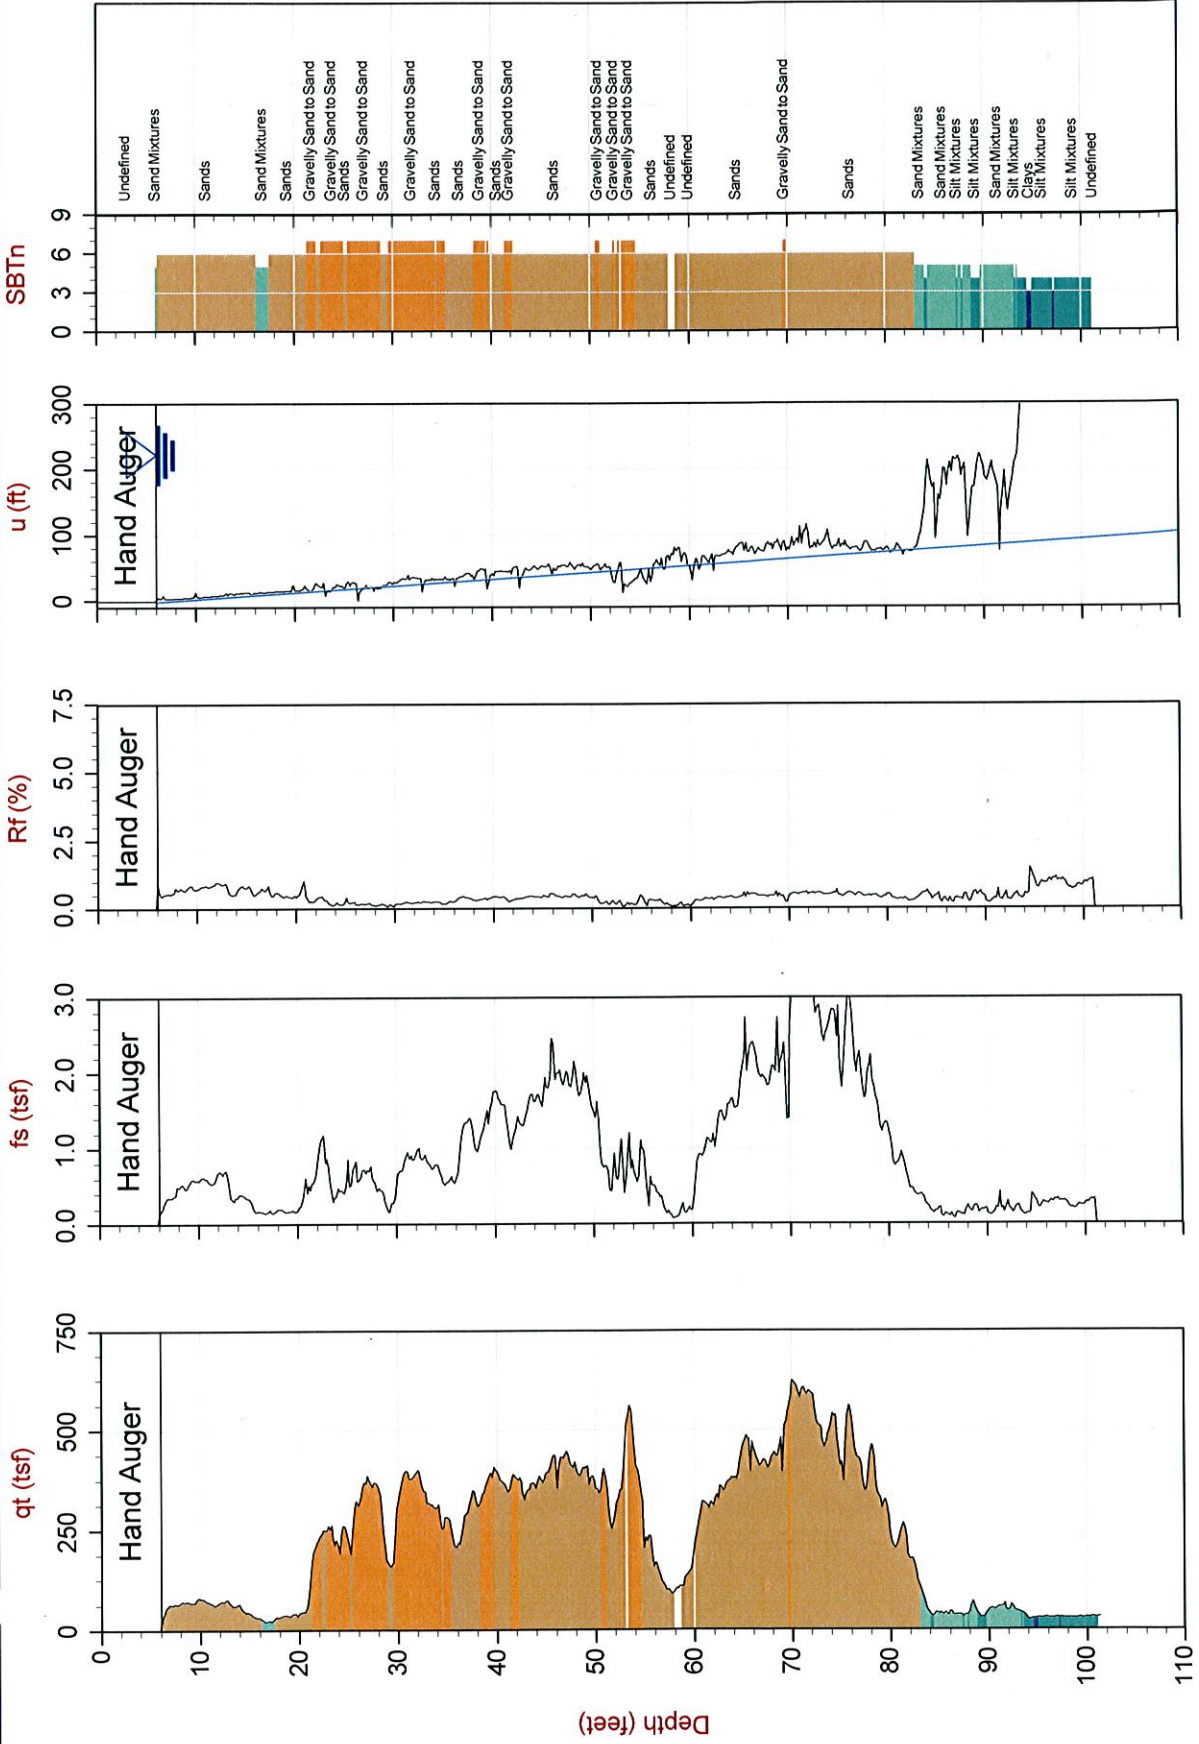 qt (tsf)
fs (tsf)
Rf (%)
u (ft)
SBTn
0 250 500 750
0.0 1.0 2.0 3.0
0.0 2.5 5.0 7.5
0 100 200 300
0 3 6 9
Depth (feet)
0
10
20
30
40
50
60
70
80
90
100
110
Hand Auger
Hand Auger
Hand Auger
Hand Auger
Undefined
Sand Mixtures
Sands
Sand Mixtures
Sands
Gravelly Sand to Sand
Gravelly Sand to Sand
Sands
Gravelly Sand to Sand
Sands
Gravelly Sand to Sand
Sands
Sands
Gravelly Sand to Sand
Sands
Gravelly Sand to Sand
Sands
Gravelly Sand to Sand
Gravelly Sand to Sand
Gravelly Sand to Sand
Sands
Undefined
Undefined
Sands
Gravelly Sand to Sand
Sands
Sand Mixtures
Sand Mixtures
Silt Mixtures
Silt Mixtures
Sand Mixtures
Silt Mixtures
Clays
Silt Mixtures
Silt Mixtures
Undefined